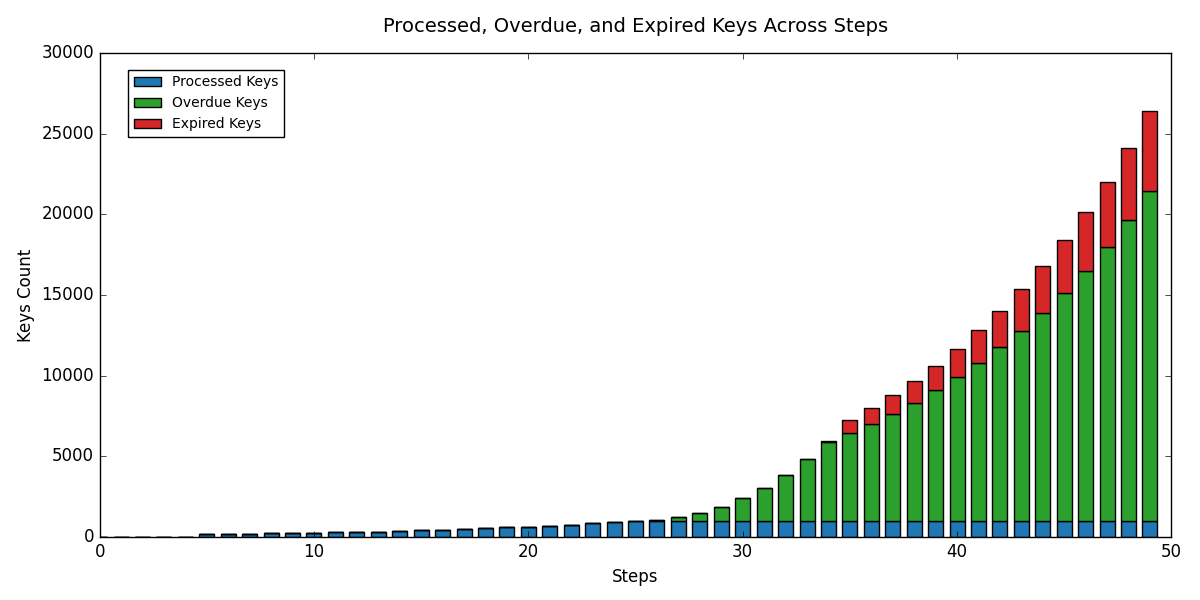 Processed, Overdue, and Expired Keys Across Steps
30000
25000
20000
15000
10000
5000
0
Keys Count
Processed Keys
Overdue Keys
Expired Keys
0 10 20 30 40 50
Steps